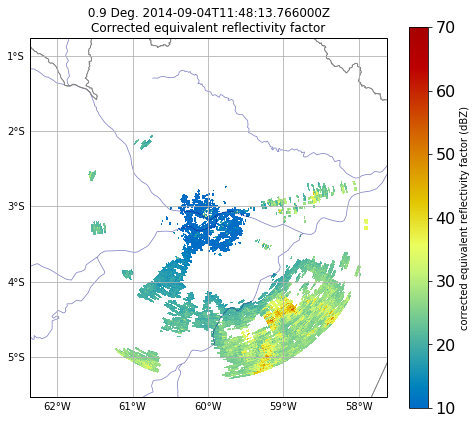 0.9 Deg. 2014-09-04T11:48:13.766000Z
Corrected equivalent reflectivity factor
1°S
2°S
3°S
4°S
5°S
62°W
61°W
60°W
59°W
58°W
70
60
50
40
30
20
10
corrected equivalent reflectivity factor (dBZ)